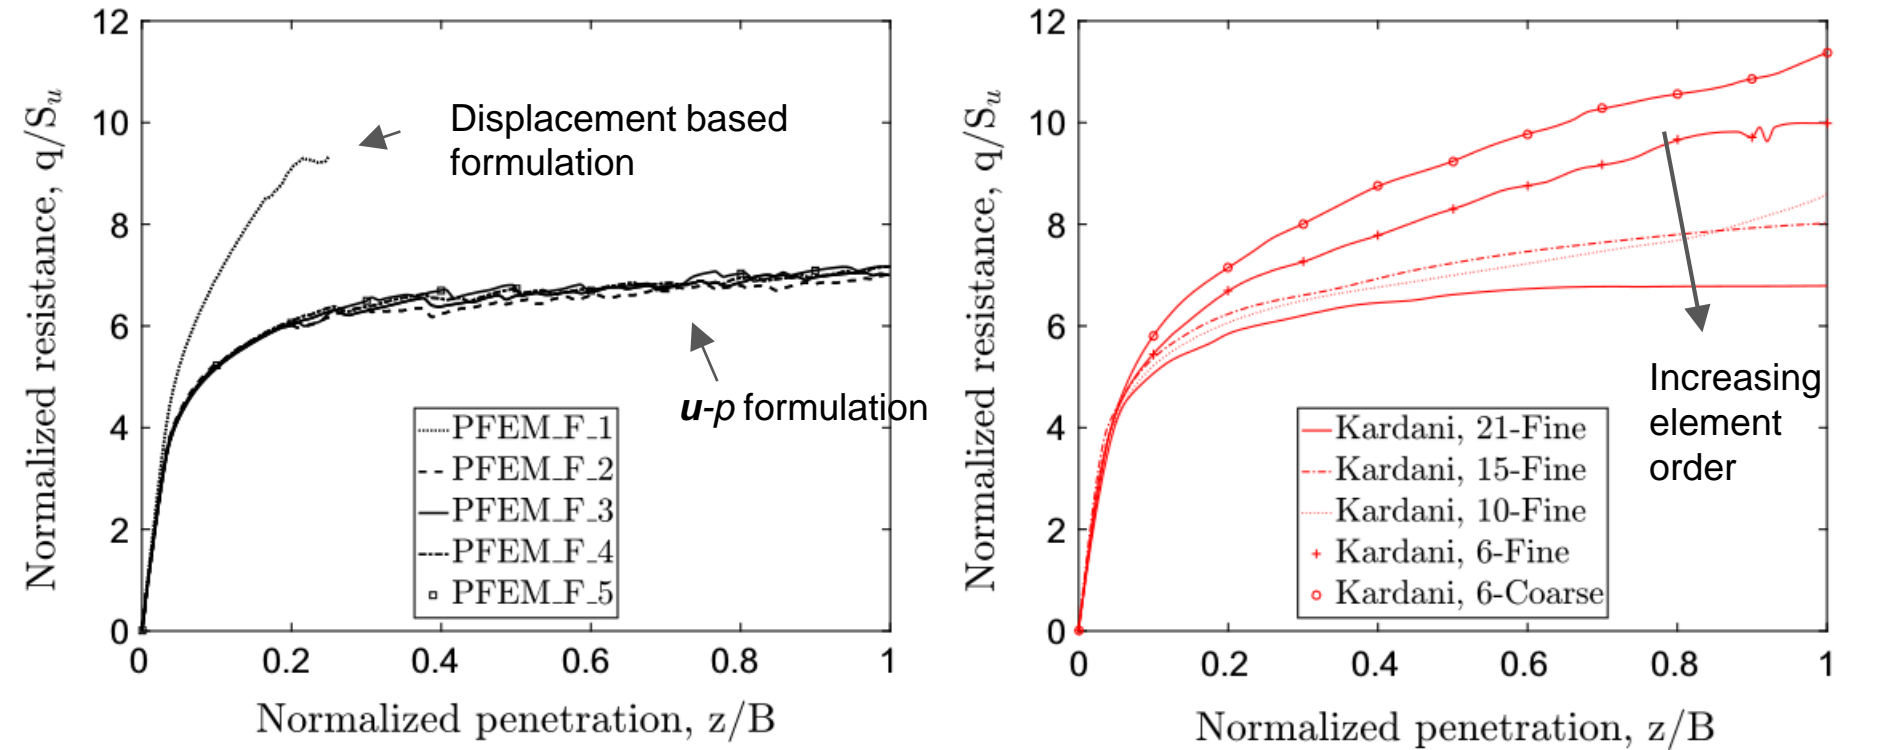 12
10
8
6
4
2
0
0
0.2
0.4
0.6
0.8
1
Normalized resistance, q/Su
Normalized penetration, z/B
Displacement based
formulation
u-p formulation
PFEM_F_1
PFEM_F_2
PFEM_F_3
PFEM_F_4
PFEM_F_5
12
10
8
6
4
2
0
0
0.2
0.4
0.6
0.8
1
Normalized resistance, q/Su
Normalized penetration, z/B
Increasing
element
order
Kardani, 21-Fine
Kardani, 15-Fine
Kardani, 10-Fine
Kardani, 6-Fine
Kardani, 6-Coarse